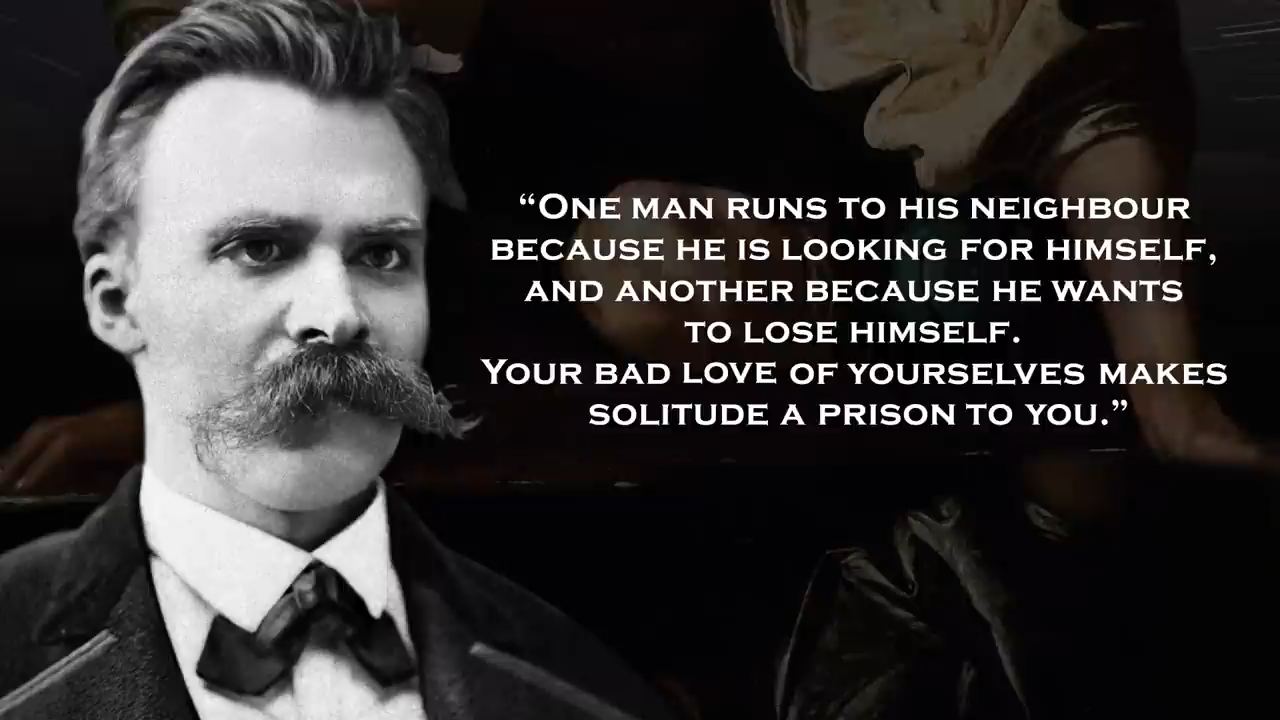 “ONE MAN RUNS TO HIS NEIGHBOUR
BECAUSE HE IS LOOKING FOR HIMSELF,
AND ANOTHER BECAUSE HE WANTS
TO LOSE HIMSELF.
YOUR BAD LOVE OF YOURSELVES MAKES
SOLITUDE A PRISON TO YOU.”